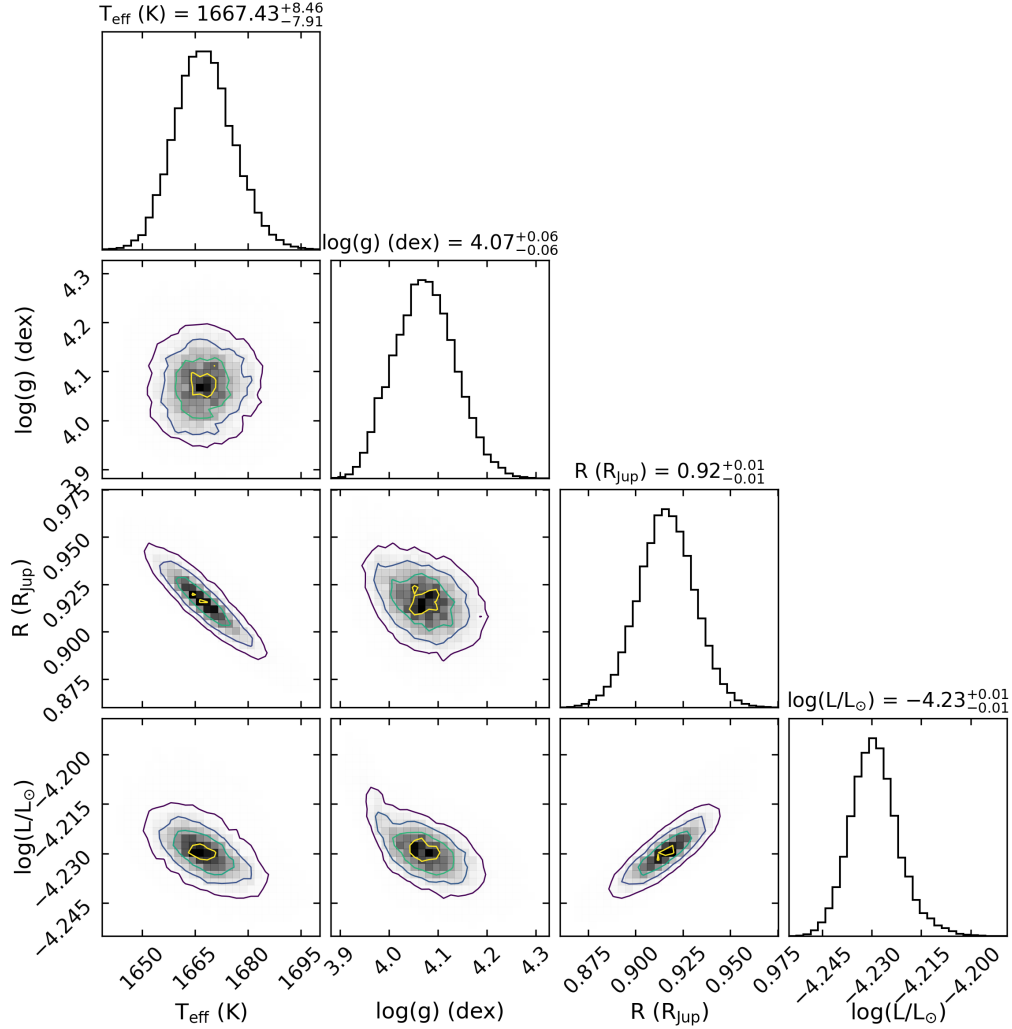 T_eff (K) = 1667.43^{+8.46}_{−7.91}
log(g) (dex) = 4.07^{+0.06}_{−0.06}
R (R_Jup) = 0.92^{+0.01}_{−0.01}
log(L/L_⊙) = −4.23^{+0.01}_{−0.01}
log(g) (dex)
4.3
4.2
4.1
4.0
3.9
R (R_Jup)
0.975
0.950
0.925
0.900
0.875
log(L/L_⊙)
−4.200
−4.215
−4.230
−4.245
1650 1665 1680 1695
3.9 4.0 4.1 4.2 4.3
0.875 0.900 0.925 0.950 0.975
−4.245 −4.230 −4.215 −4.200
T_eff (K)
log(g) (dex)
R (R_Jup)
log(L/L_⊙)